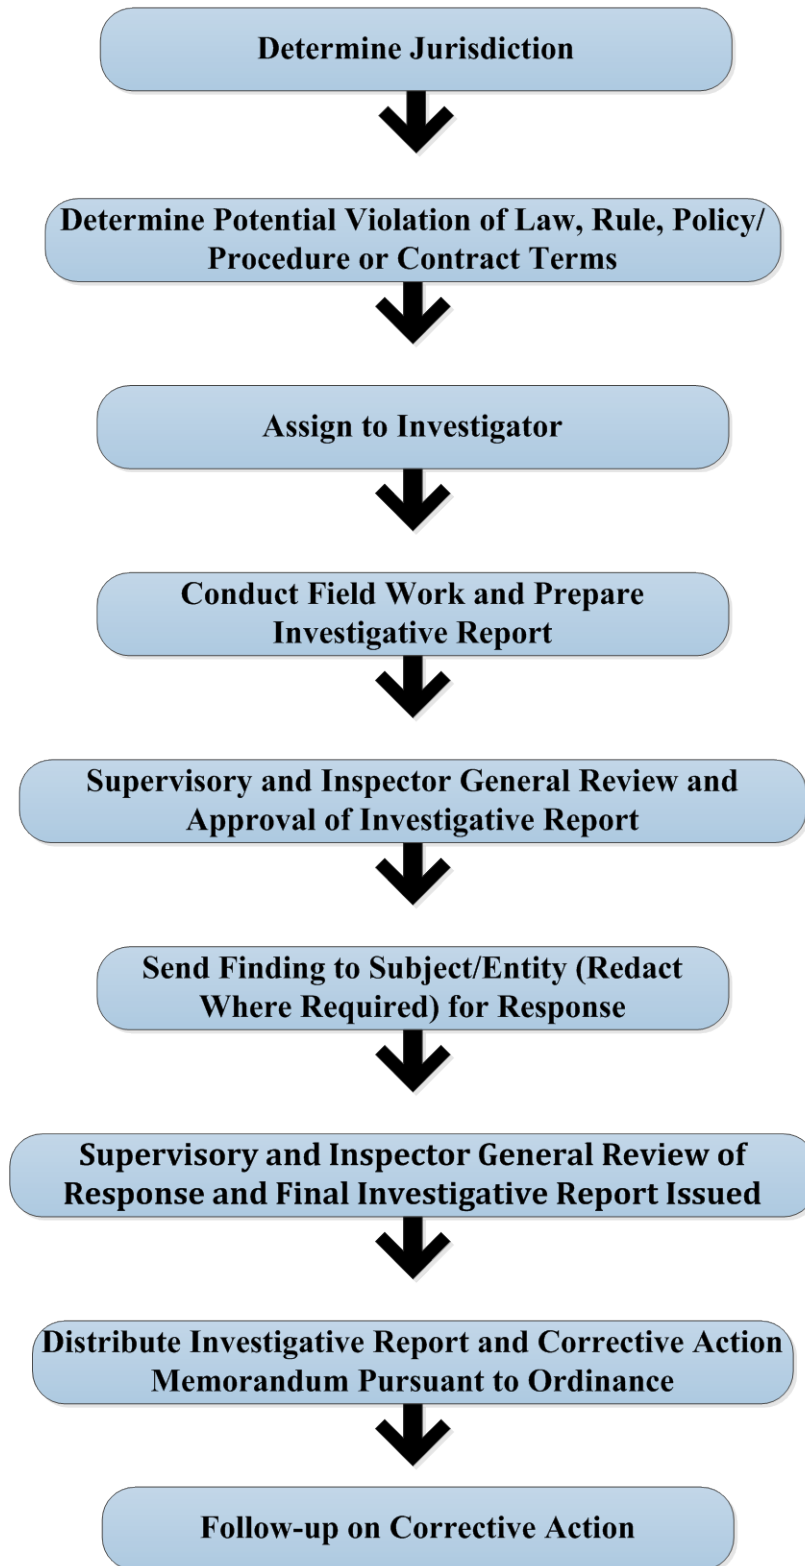 Determine Jurisdiction
Determine Potential Violation of Law, Rule, Policy/
Procedure or Contract Terms
Assign to Investigator
Conduct Field Work and Prepare
Investigative Report
Supervisory and Inspector General Review and
Approval of Investigative Report
Send Finding to Subject/Entity (Redact
Where Required) for Response
Supervisory and Inspector General Review of
Response and Final Investigative Report Issued
Distribute Investigative Report and Corrective Action
Memorandum Pursuant to Ordinance
Follow-up on Corrective Action